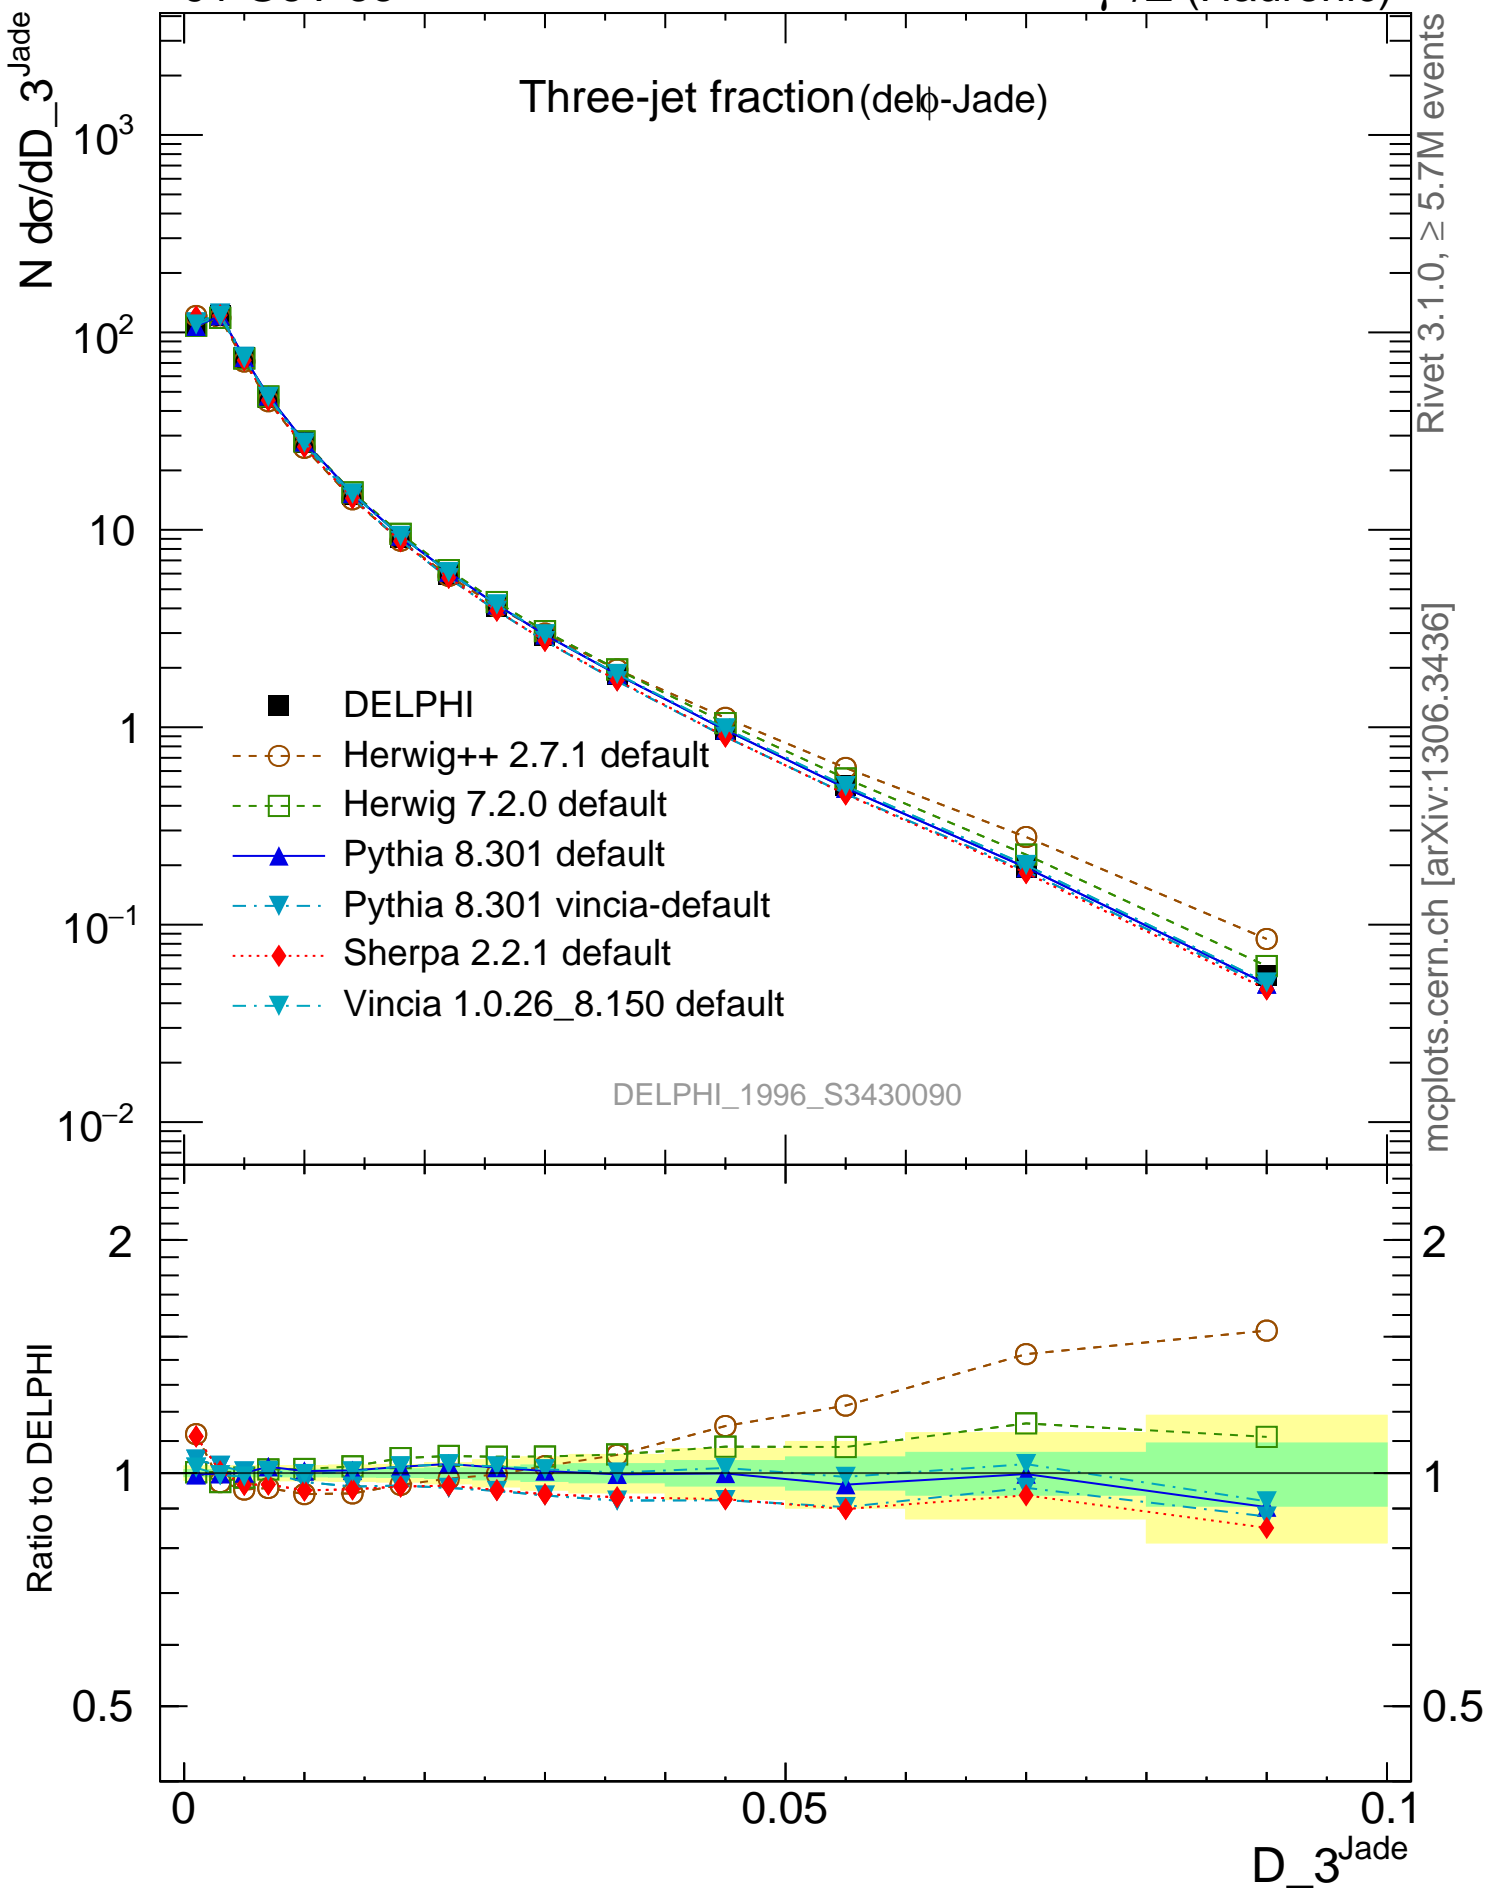 Three-jet fraction (delϕ-Jade)
N dσ/dD_3^Jade
10^3
10^2
10
1
10^−1
10^−2
DELPHI
Herwig++ 2.7.1 default
Herwig 7.2.0 default
Pythia 8.301 default
Pythia 8.301 vincia-default
Sherpa 2.2.1 default
Vincia 1.0.26_8.150 default
DELPHI_1996_S3430090
Rivet 3.1.0, ≥ 5.7M events
mcplots.cern.ch [arXiv:1306.3436]
Ratio to DELPHI
2
1
0.5
2
1
0.5
0
0.05
0.1
D_3^Jade